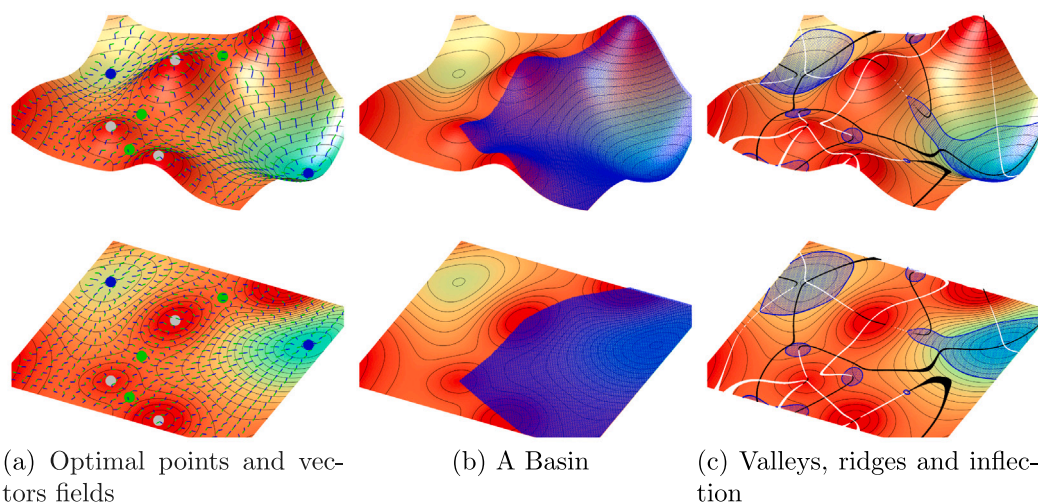 (a) Optimal points and vec-
tors fields
(b) A Basin
(c) Valleys, ridges and inflec-
tion